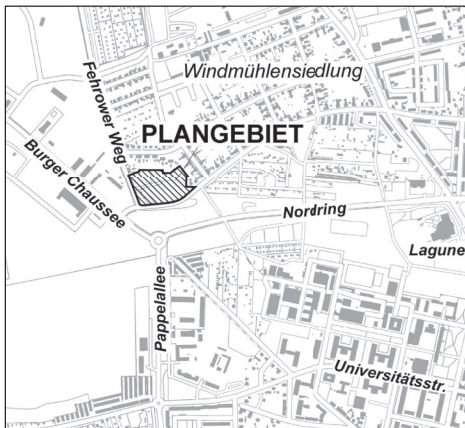 Windmühlensiedlung
Fehrower Weg
PLANGEBIET
Burger Chaussee
Nordring
Lagune
Pappelallee
Universitätsstr.